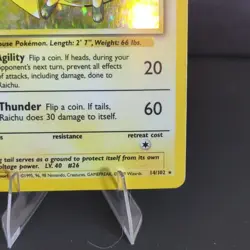 ouse Pokémon. Length: 2' 7", Weight: 66 lbs.
Agility Flip a coin. If heads, during your
opponent's next turn, prevent all effects 20
of attacks, including damage, done to
Raichu.
Thunder Flip a coin. If tails, 60
Raichu does 30 damage to itself.
resistance retreat cost
g tail serves as a ground to protect itself from its own
voltage power. LV. 40 #26
©1995, 96, 98 Nintendo, Creatures, GAMEFREAK. ©1999 Wizards. 14/102